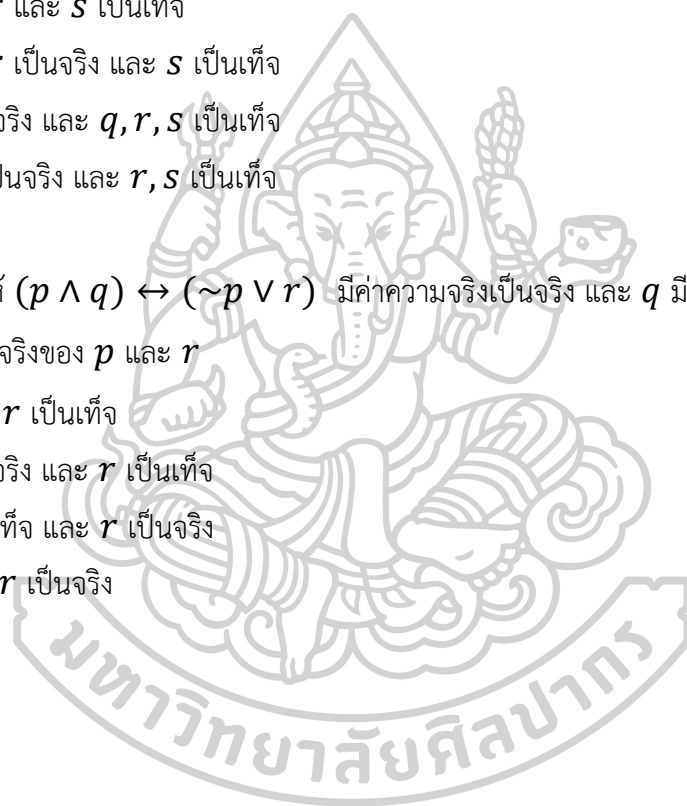 และ s เป็นเท็จ
r เป็นจริง และ s เป็นเท็จ
จริง และ q, r, s เป็นเท็จ
เป็นจริง และ r, s เป็นเท็จ
(p ∧ q) ↔ (~p ∨ r) มีค่าความจริงเป็นจริง และ q มี
จริงของ p และ r
r เป็นเท็จ
จริง และ r เป็นเท็จ
ท็จ และ r เป็นจริง
r เป็นจริง
มหาวิทยาลัยศิลปากร